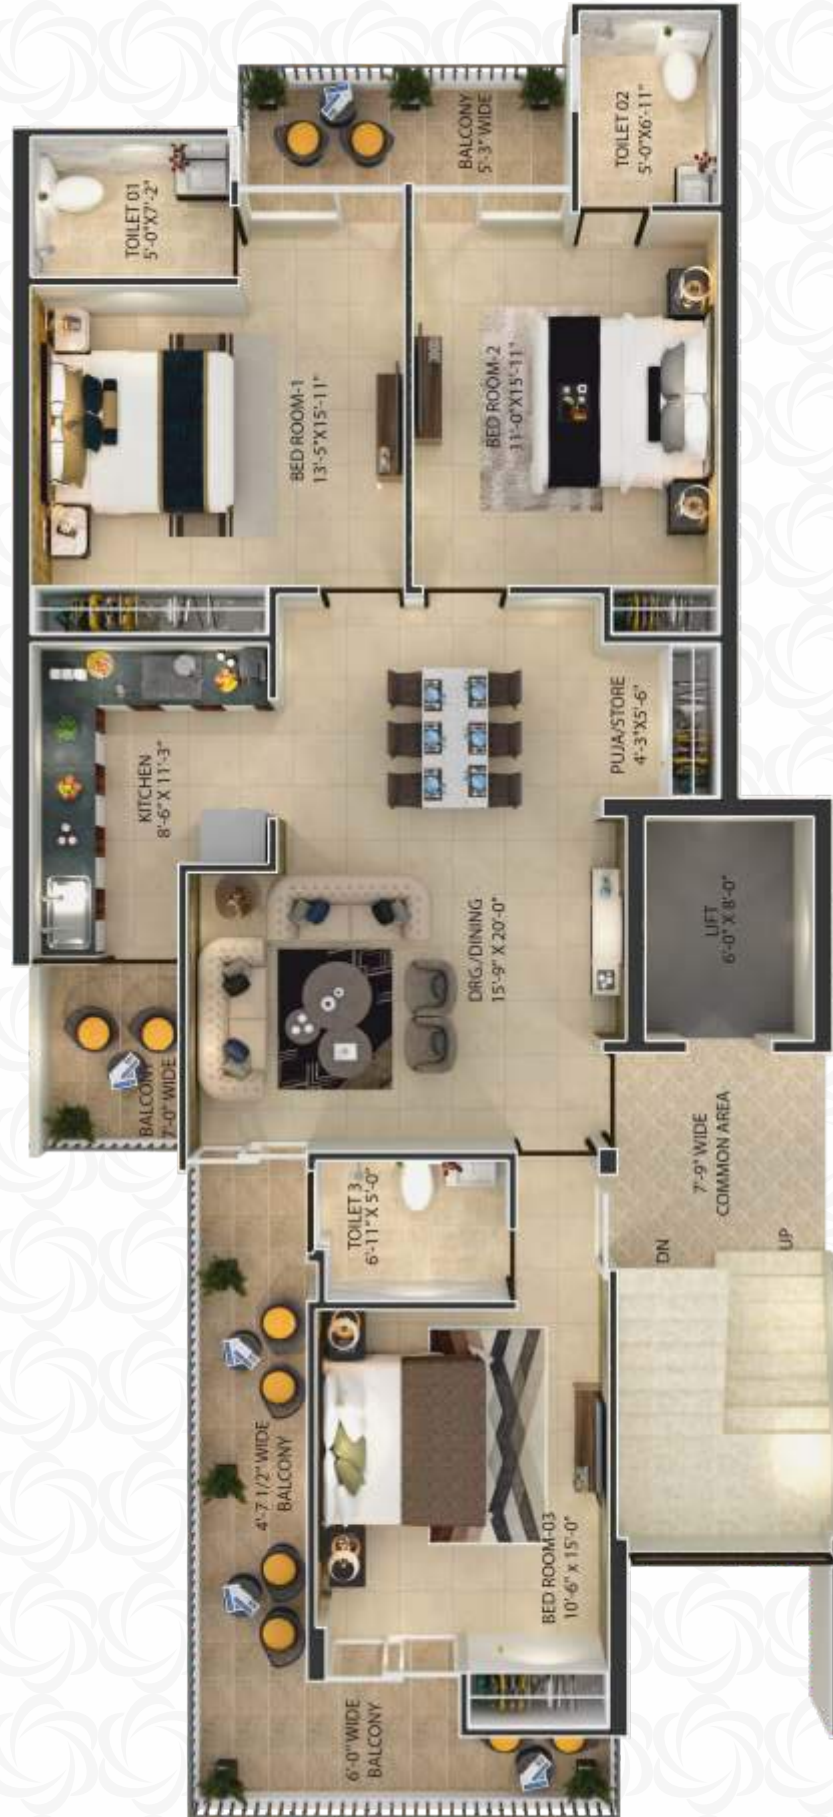 TOILET 01
5'-0"X7'-2"
BALCONY
5'-3" WIDE
TOILET 02
5'-0"X6'-11"
BED ROOM-1
13'-5"X15'-11"
BED ROOM-2
11'-0"X15'-11"
KITCHEN
8'-6" X 11'-3"
PUJA/STORE
4'-3"X5'-6"
DRG./DINING
15'-9" X 20'-0"
LIFT
6'-0" X 8'-0"
BALCONY
7'-0" WIDE
TOILET 3
6'-11" X 5'-0"
7'-9" WIDE
COMMON AREA
DN
UP
4'-7 1/2" WIDE
BALCONY
BED ROOM-03
10'-6" x 15'-0"
6'-0" WIDE
BALCONY